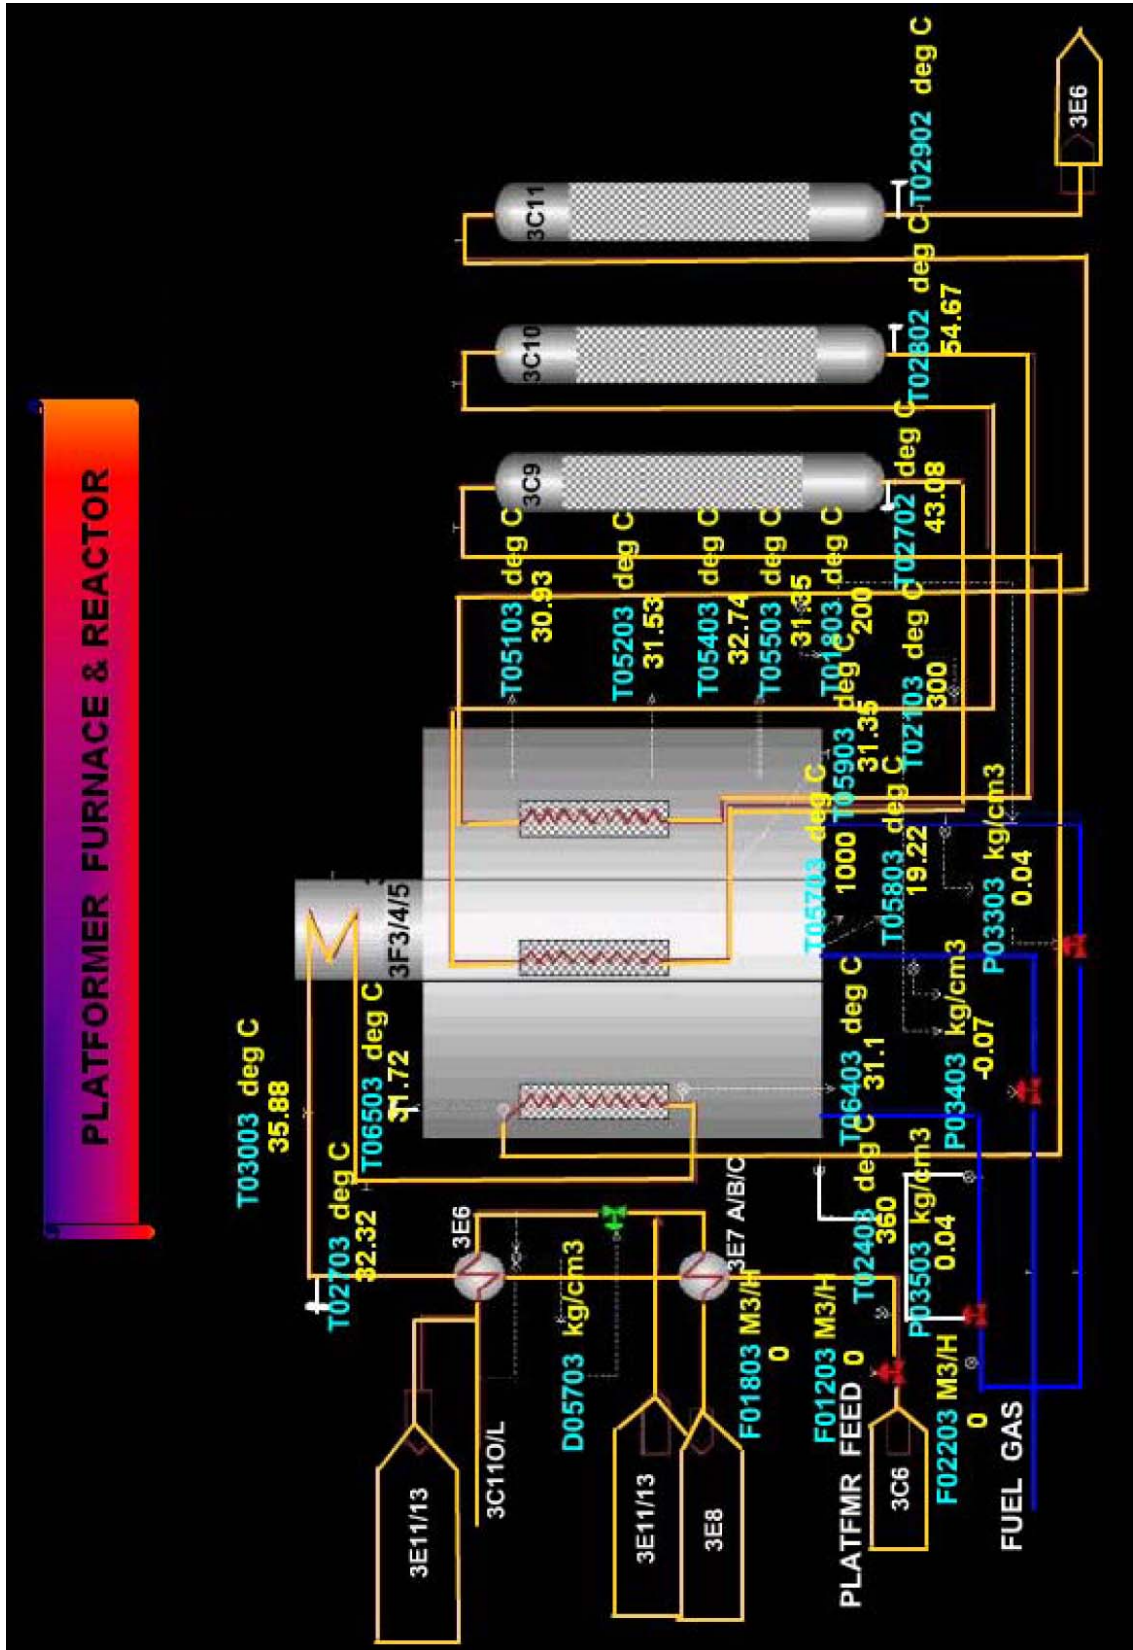 PLATFORMER FURNACE & REACTOR
T03003 deg C
35.88
T02703 deg C
32.32
T06503 deg C
31.72
3F3/4/5
3E6
3E11/13
3C11O/L
3C9
3C10
3C11
T05103 deg C
30.93
T05203 deg C
31.53
T05403 deg C
32.74
T05503 deg C
31.35
T01803 deg C
200
D05703 kg/cm3
3E11/13
3E8
3E7 A/B/C
F01803 M3/H
0
F01203 M3/H
0
PLATFMR FEED
3C6
T02403 deg C
360
T06403 deg C
31.1
T05703 deg C
1000
T05903 deg C
31.35
T05803 deg C
19.22
T02103 deg C
300
T02702 deg C
43.08
T02802 deg C
54.67
T02902 deg C
P03503 kg/cm3
0.04
P03403 kg/cm3
-0.07
P03303 kg/cm3
0.04
F02203 M3/H
0
FUEL GAS
3E6